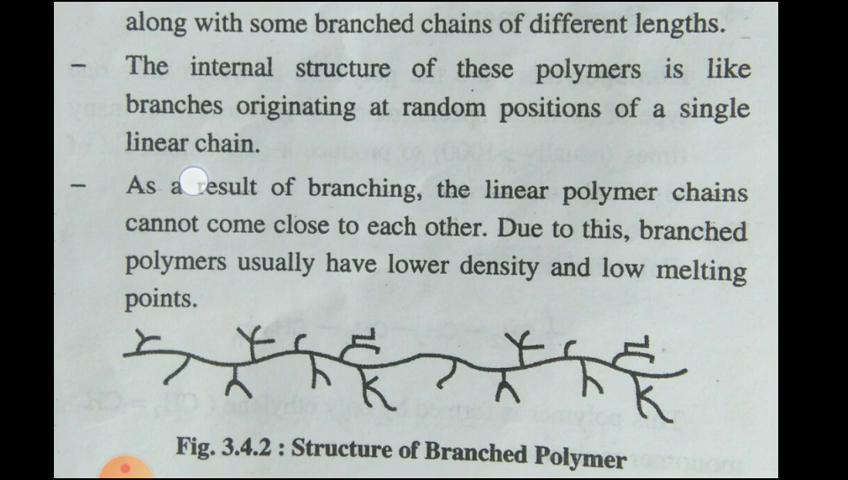 along with some branched chains of different lengths.
– The internal structure of these polymers is like
branches originating at random positions of a single
linear chain.
– As a result of branching, the linear polymer chains
cannot come close to each other. Due to this, branched
polymers usually have lower density and low melting
points.
Fig. 3.4.2 : Structure of Branched Polymer